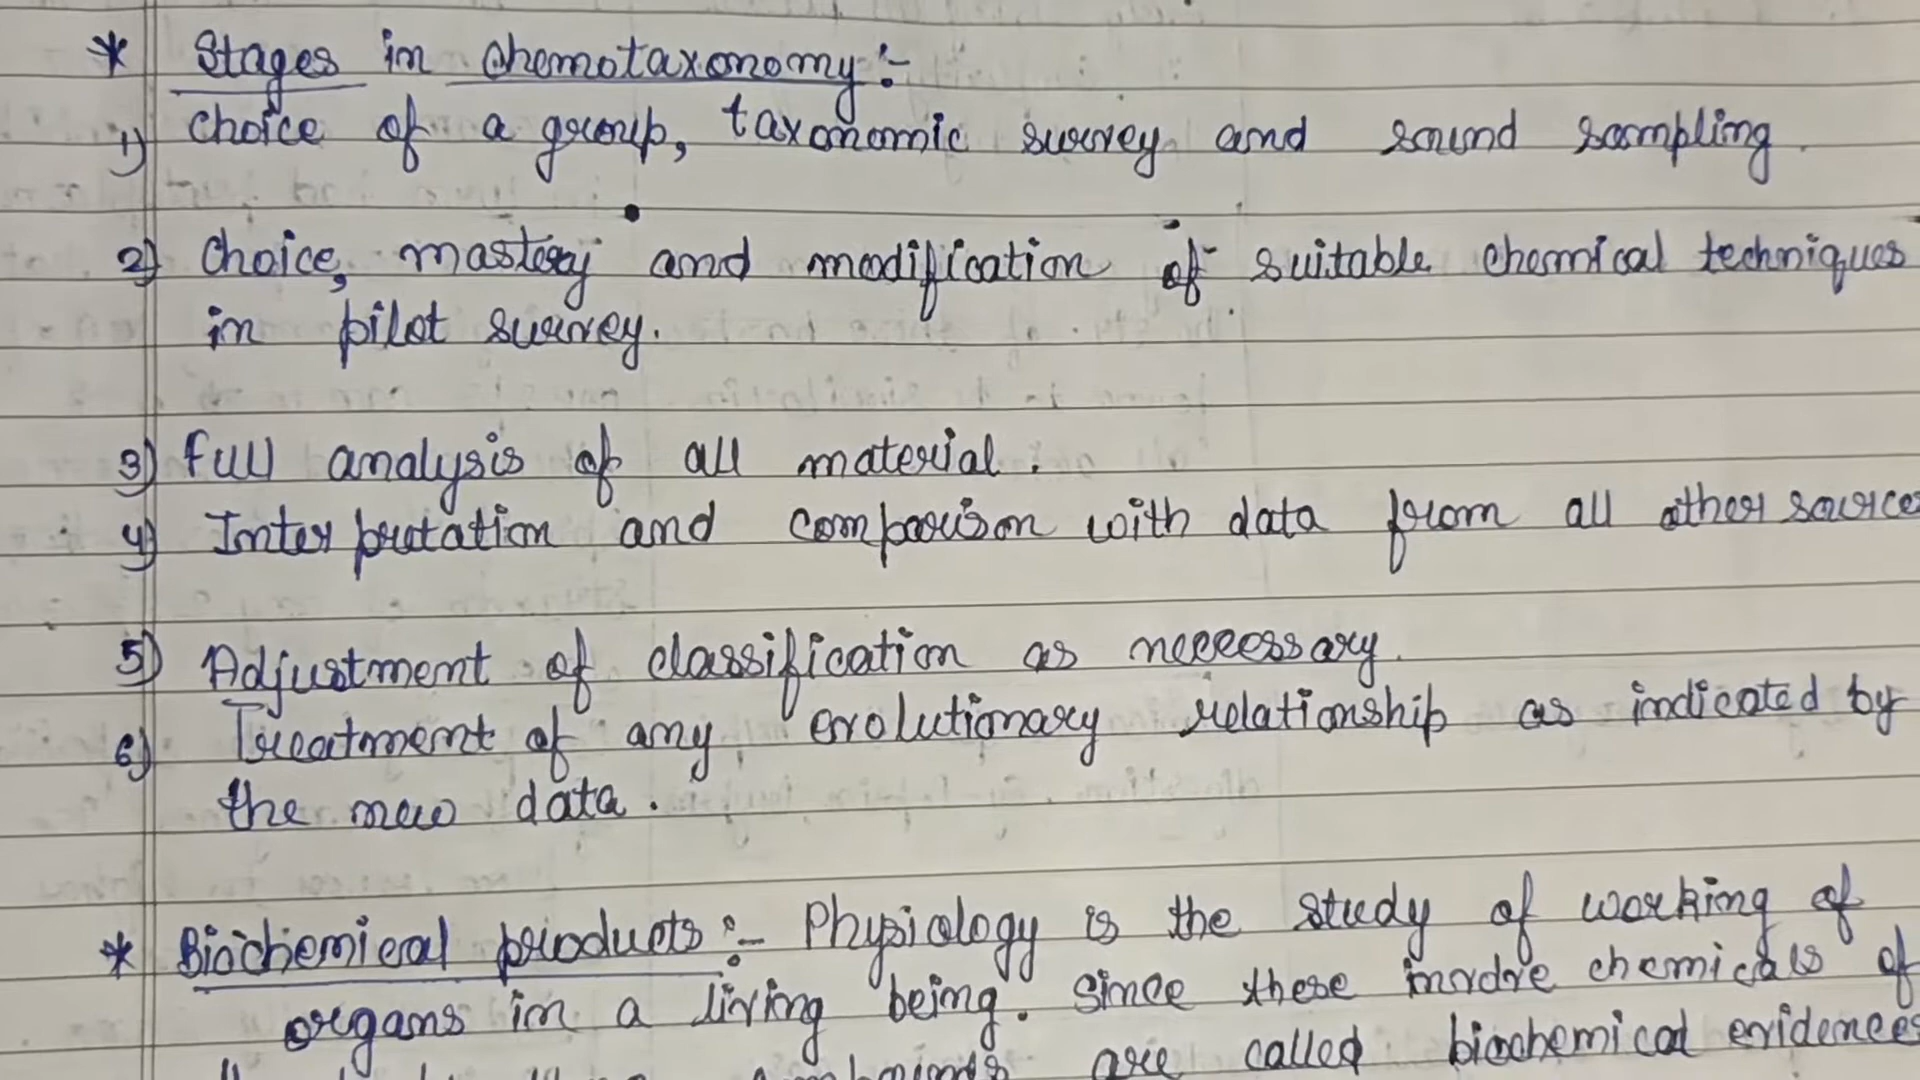 * Stages in chemotaxonomy :-
1) choice of a group, taxonomic survey and sound sampling.
2) Choice, mastery and modification of suitable chemical techniques
in pilot survey.
3) Full analysis of all material.
4) Inter pretation and comparison with data from all other sources
5) Adjustment of classification as necessary.
6) Treatment of any evolutionary relationship as indicated by
the new data.
* Biochemical products :- Physiology is the study of working of
organs in a living being. Since these invdve chemicals of
are called biochemical evidences